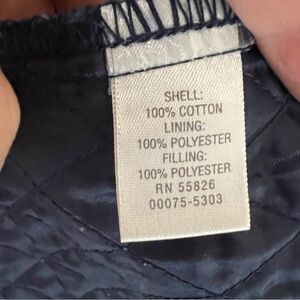 SHELL:
100% COTTON
LINING:
100% POLYESTER
FILLING:
100% POLYESTER
RN 55826
00075-5303